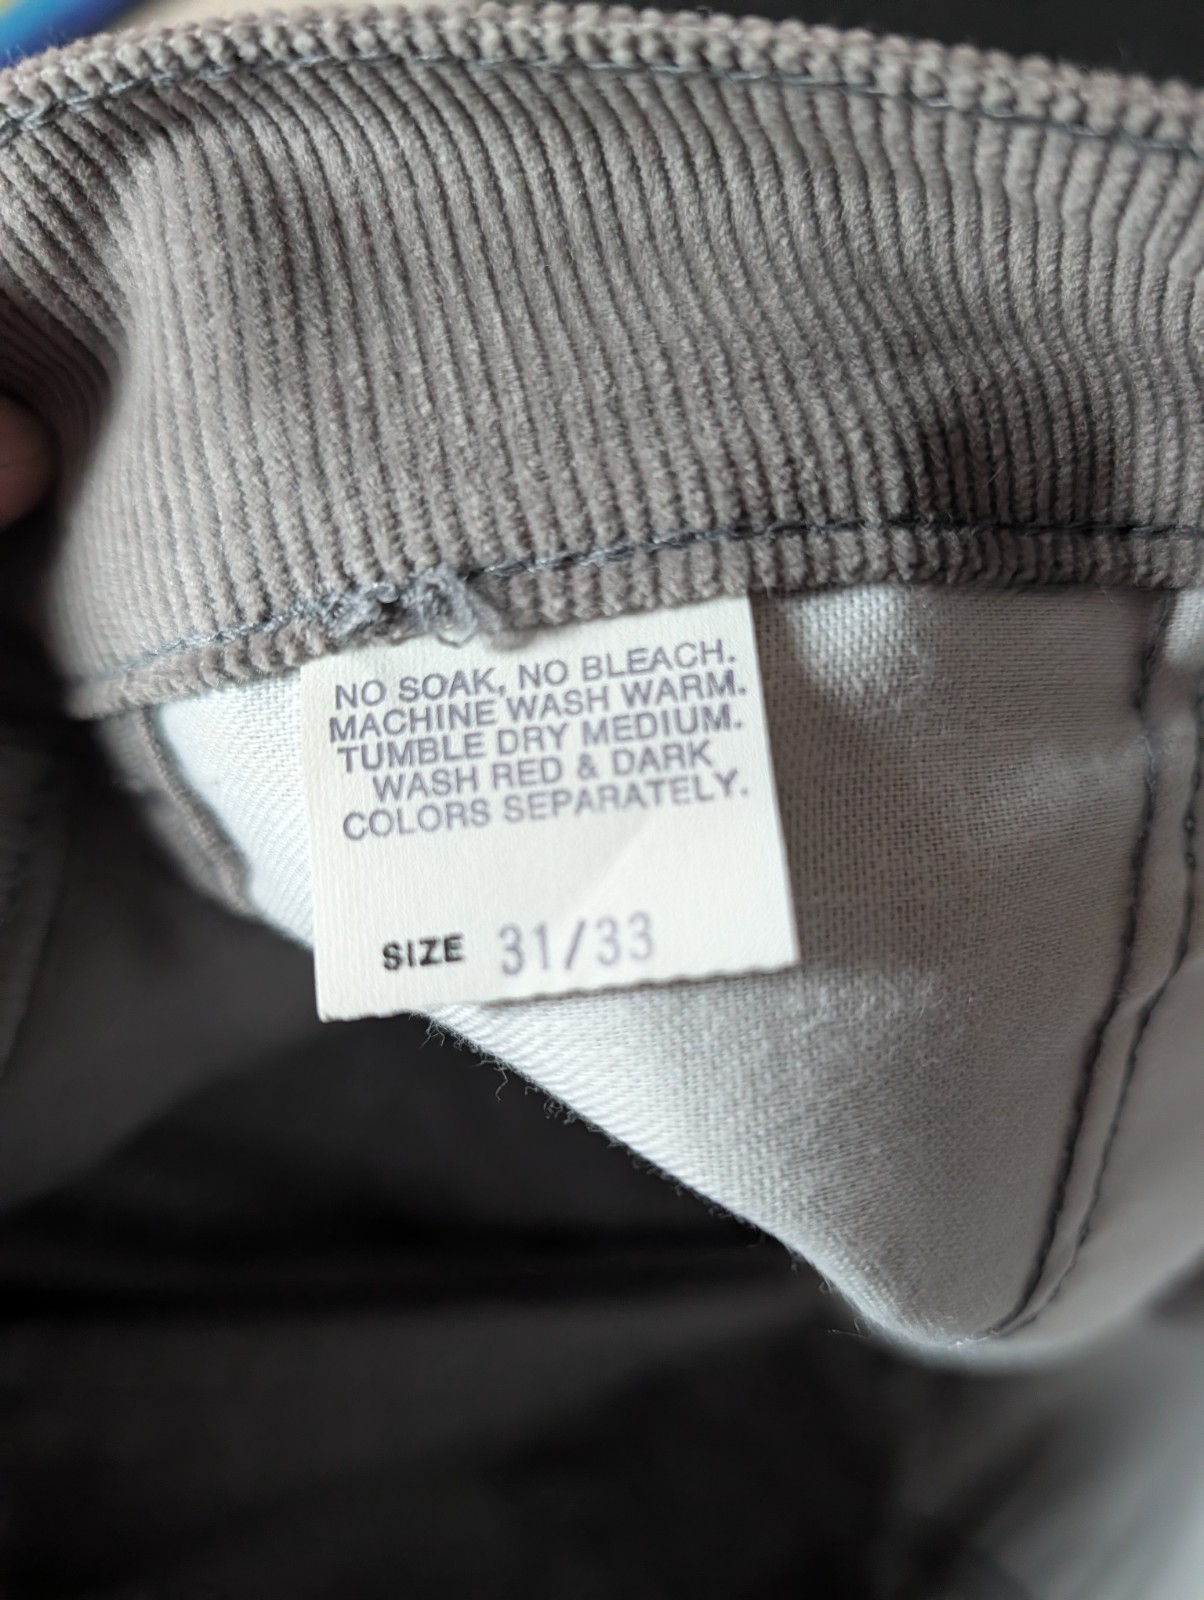 NO SOAK, NO BLEACH.
MACHINE WASH WARM.
TUMBLE DRY MEDIUM.
WASH RED & DARK
COLORS SEPARATELY.
SIZE 31/33